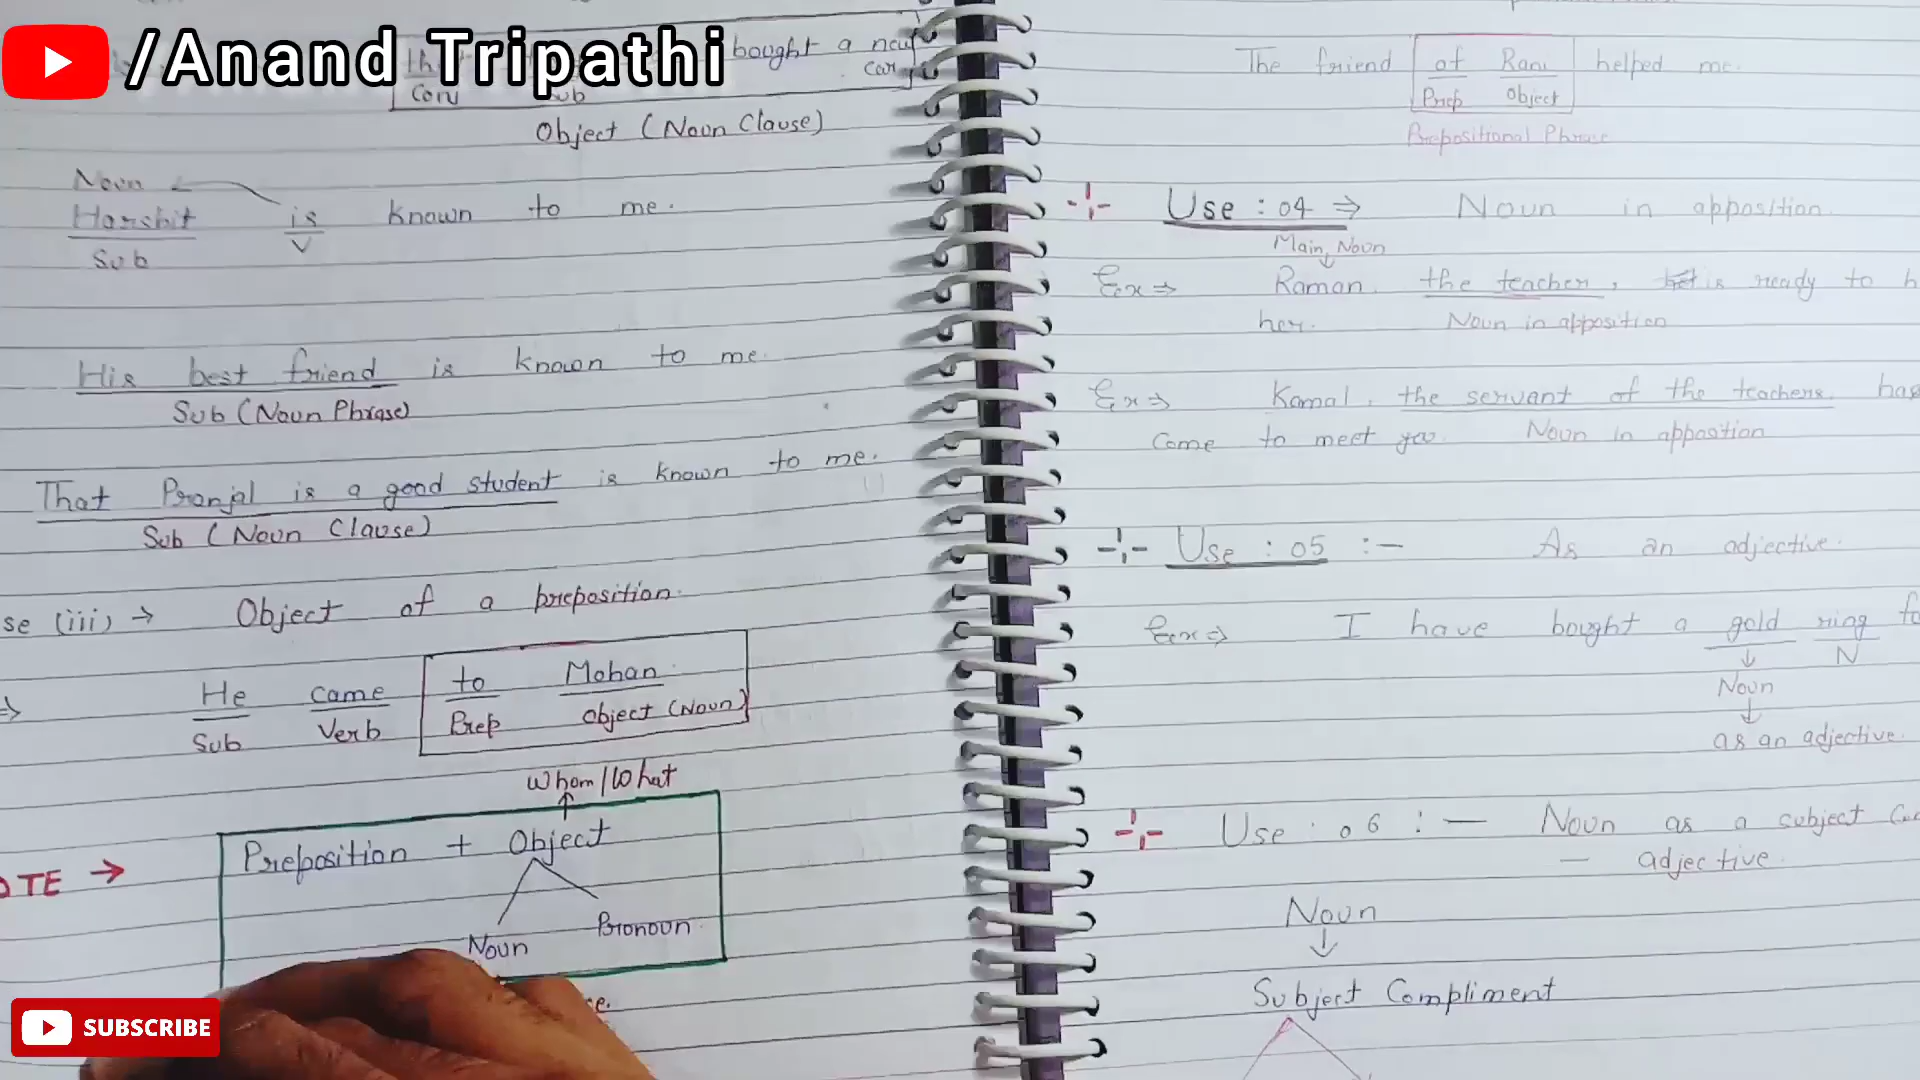 /Anand Tripathi
bought a new
car
Conj Sub
Object (Noun Clause)
Noun
Harshit is known to me.
Sub V
His best friend is known to me.
Sub (Noun Phrase)
That Pranjal is a good student is known to me.
Sub (Noun Clause)
se (iii) → Object of a preposition.
⇒ He came to Mohan.
Sub Verb Prep object (Noun)
Whom/What
↑
OTE → Preposition + Object
Noun Pronoun
SUBSCRIBE
The friend of Rani helped me.
Prep Object
Prepositional Phrase
Use : 04 ⇒ Noun in apposition.
Main Noun
↓
Ex ⇒ Raman, the teacher, is ready to h
her. Noun in apposition
Ex ⇒ Kamal, the servant of the teachers, has
Come to meet you. Noun in apposition
Use : 05 :- As an adjective.
Ex ⇒ I have bought a gold ring fo
↓ N
Noun
↓
as an adjective.
Use : 06 : — Noun as a subject Co
— adjective.
Noun
↓
Subject Compliment